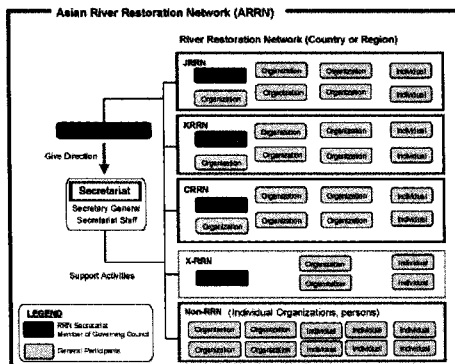 Asian River Restoration Network (ARRN)
River Restoration Network (Country or Region)
JRRN
Organization Organization Individual
Organization Organization Organization Individual
KRRN
Organization Organization Individual
Organization Organization Organization Individual
CRRN
Organization Organization Individual
Organization Organization Organization Individual
X-RRN
Organization Individual
Organization Individual
Non-RRN (Individual Organizations, persons)
Organization Organization Individual Individual Individual
Organization Organization Individual Individual Individual
Give Direction
Secretariat
Secretary General
Secretariat Staff
Support Activities
LEGEND
RRN Secretariat
Member of Governing Council
General Participants